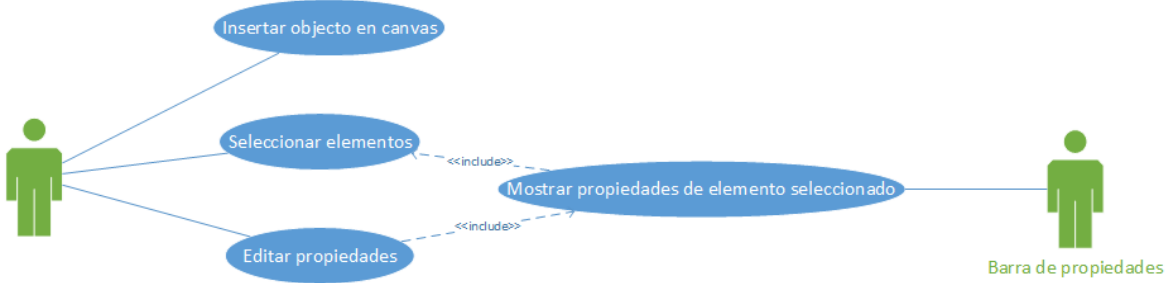 Insertar objecto en canvas
Seleccionar elementos
<<include>>
Mostrar propiedades de elemento seleccionado
<<include>>
Editar propiedades
Barra de propiedades